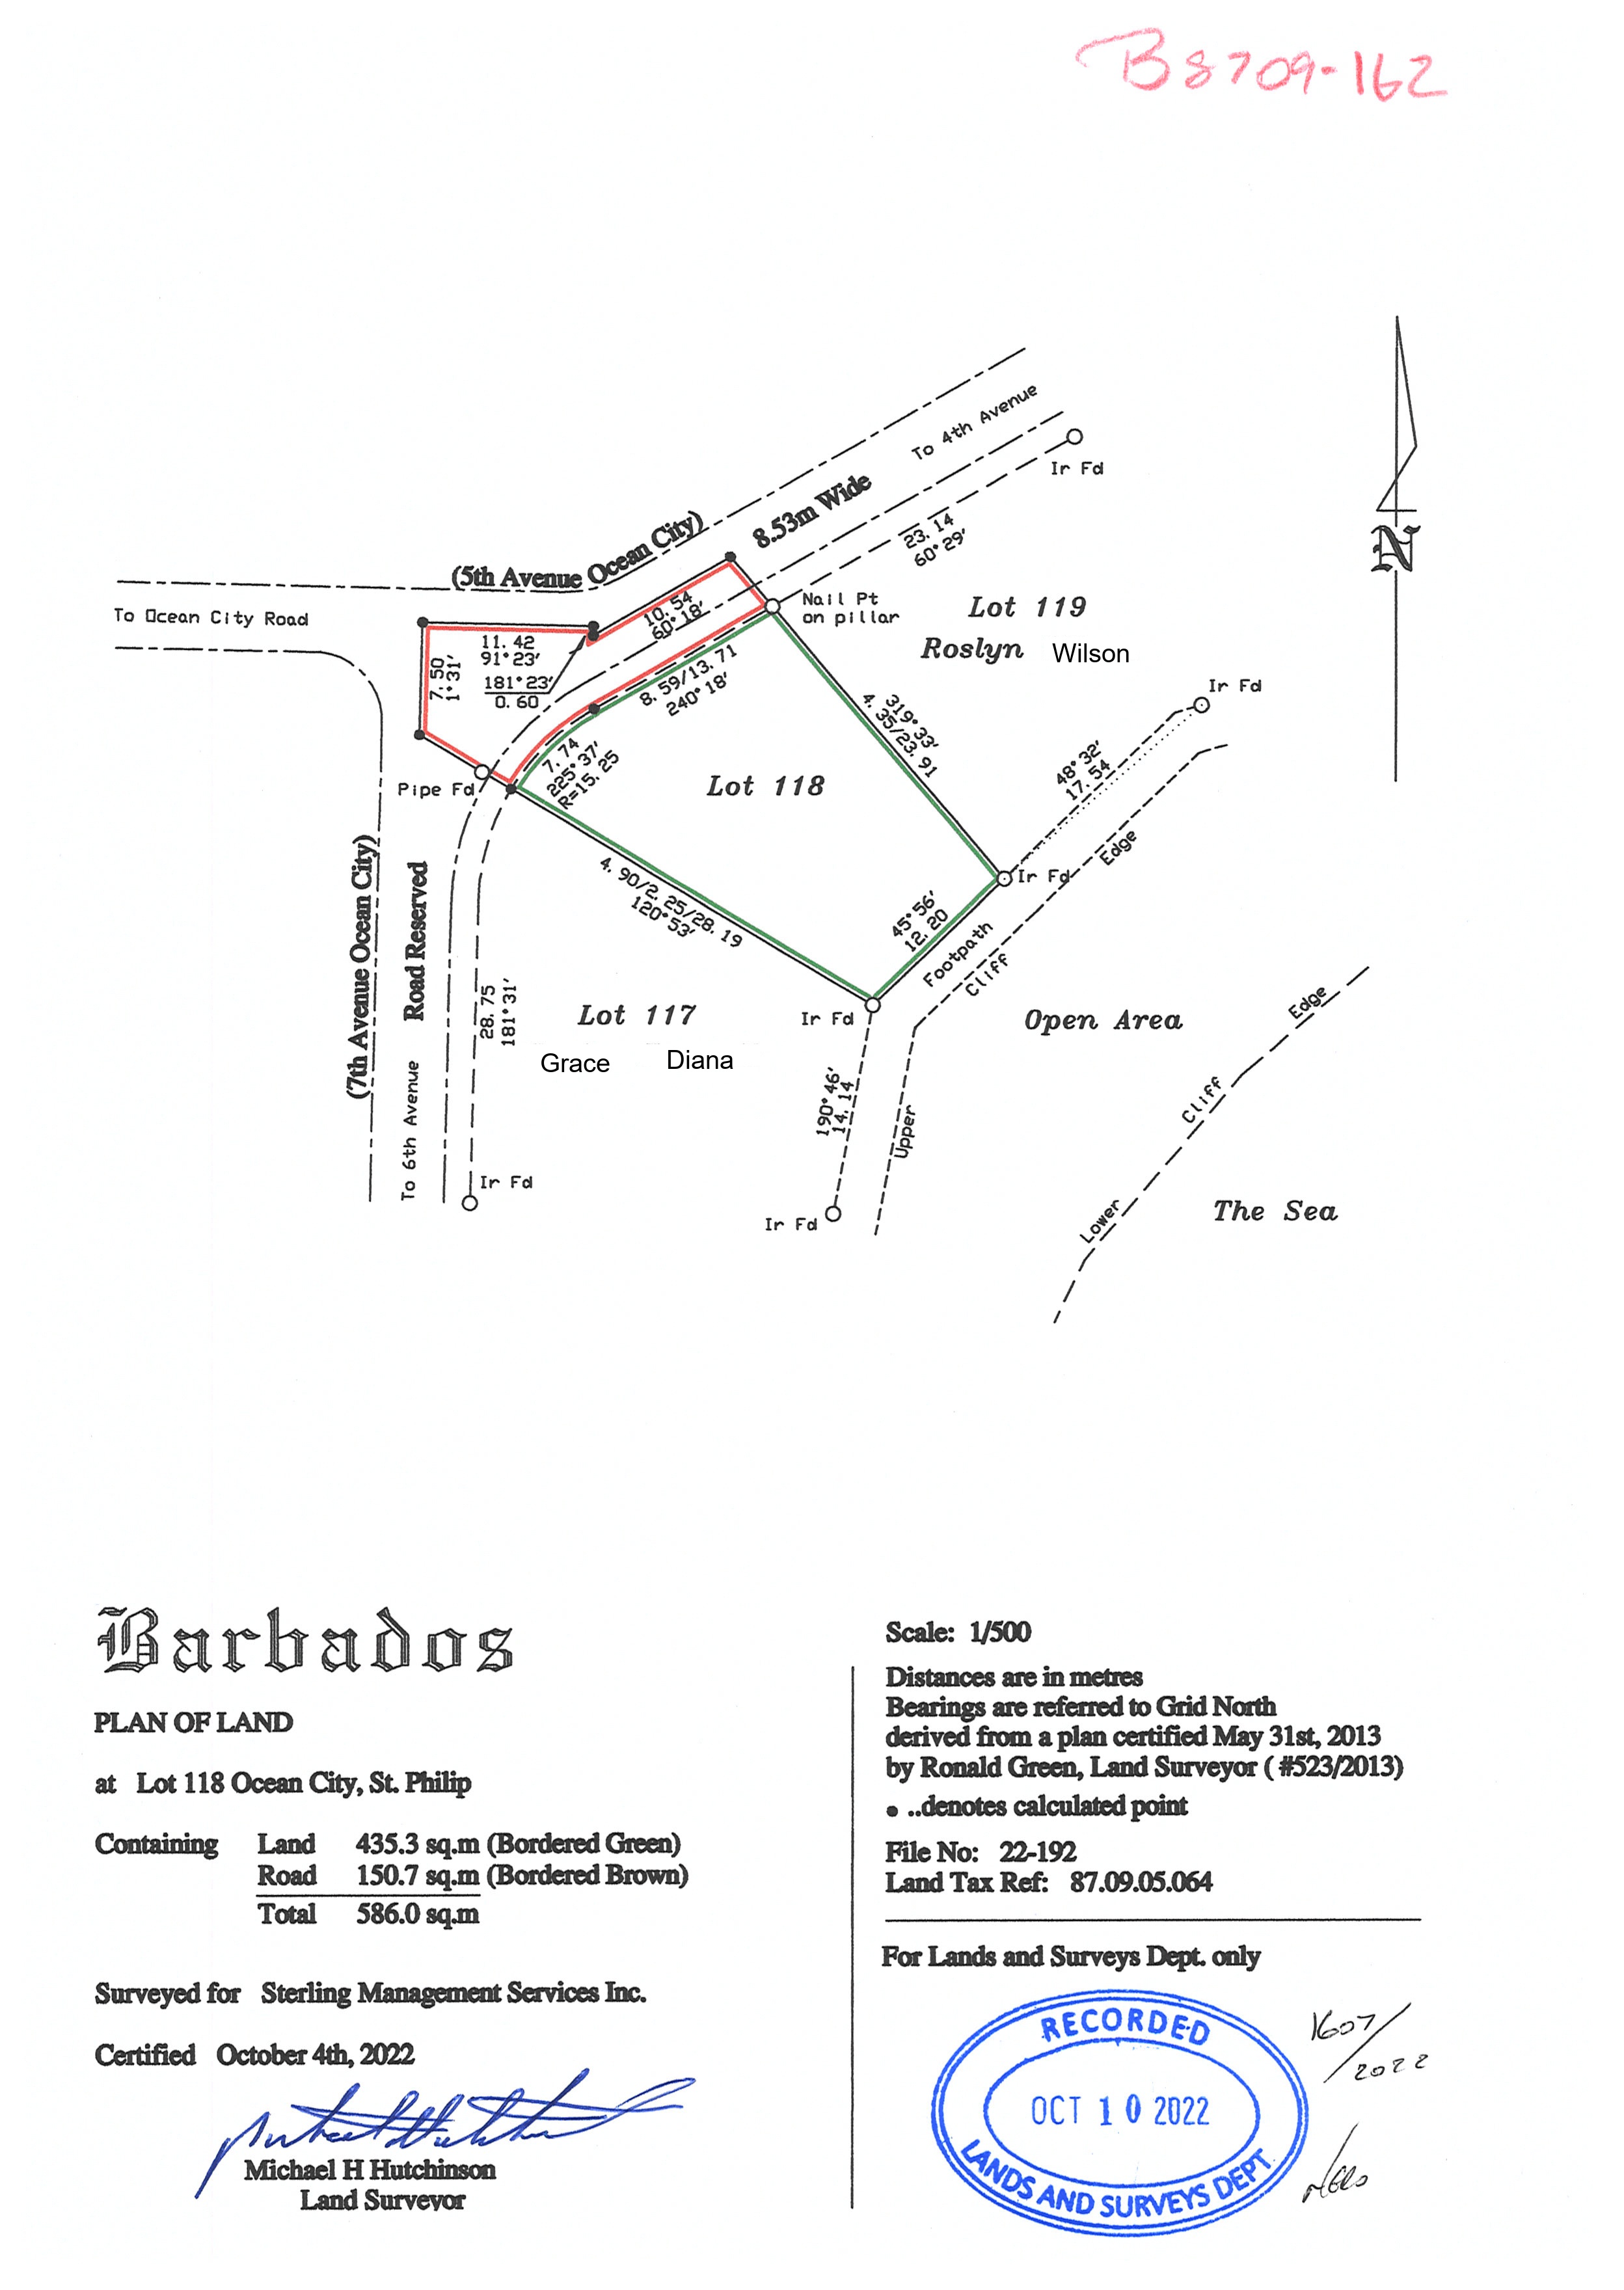 B8709-162
To 4th Avenue
Ir Fd
8.53m Wide
(5th Avenue Ocean City)
23.14
60°29'
To Ocean City Road
10.54
60°18'
Nail Pt
on pillar
Lot 119
Roslyn Wilson
11.42
91°23'
181°23'
0.60
7.50
1°31'
8.59/13.71
240°18'
319°33'
4.35/23.91
Ir Fd
48°32'
17.54
7.74
225°37'
R=15.25
Pipe Fd
Lot 118
Edge
Ir Fd
(7th Avenue Ocean City)
Road Reserved
To 6th Avenue
4.90/2.25/28.19
120°53'
45°56'
12.20
Footpath
Cliff
28.75
181°31'
Lot 117
Grace Diana
Ir Fd
Open Area
Edge
Cliff
Lower
190°46'
14.14
Upper
Ir Fd
Ir Fd
The Sea
N
Barbados
PLAN OF LAND
at Lot 118 Ocean City, St. Philip
Containing Land 435.3 sq.m (Bordered Green)
Road 150.7 sq.m (Bordered Brown)
Total 586.0 sq.m
Surveyed for Sterling Management Services Inc.
Certified October 4th, 2022
Michael H Hutchinson
Land Surveyor
Scale: 1/500
Distances are in metres
Bearings are referred to Grid North
derived from a plan certified May 31st, 2013
by Ronald Green, Land Surveyor ( #523/2013)
• ..denotes calculated point
File No: 22-192
Land Tax Ref: 87.09.05.064
For Lands and Surveys Dept. only
RECORDED
OCT 10 2022
LANDS AND SURVEYS DEPT.
1607/
2022